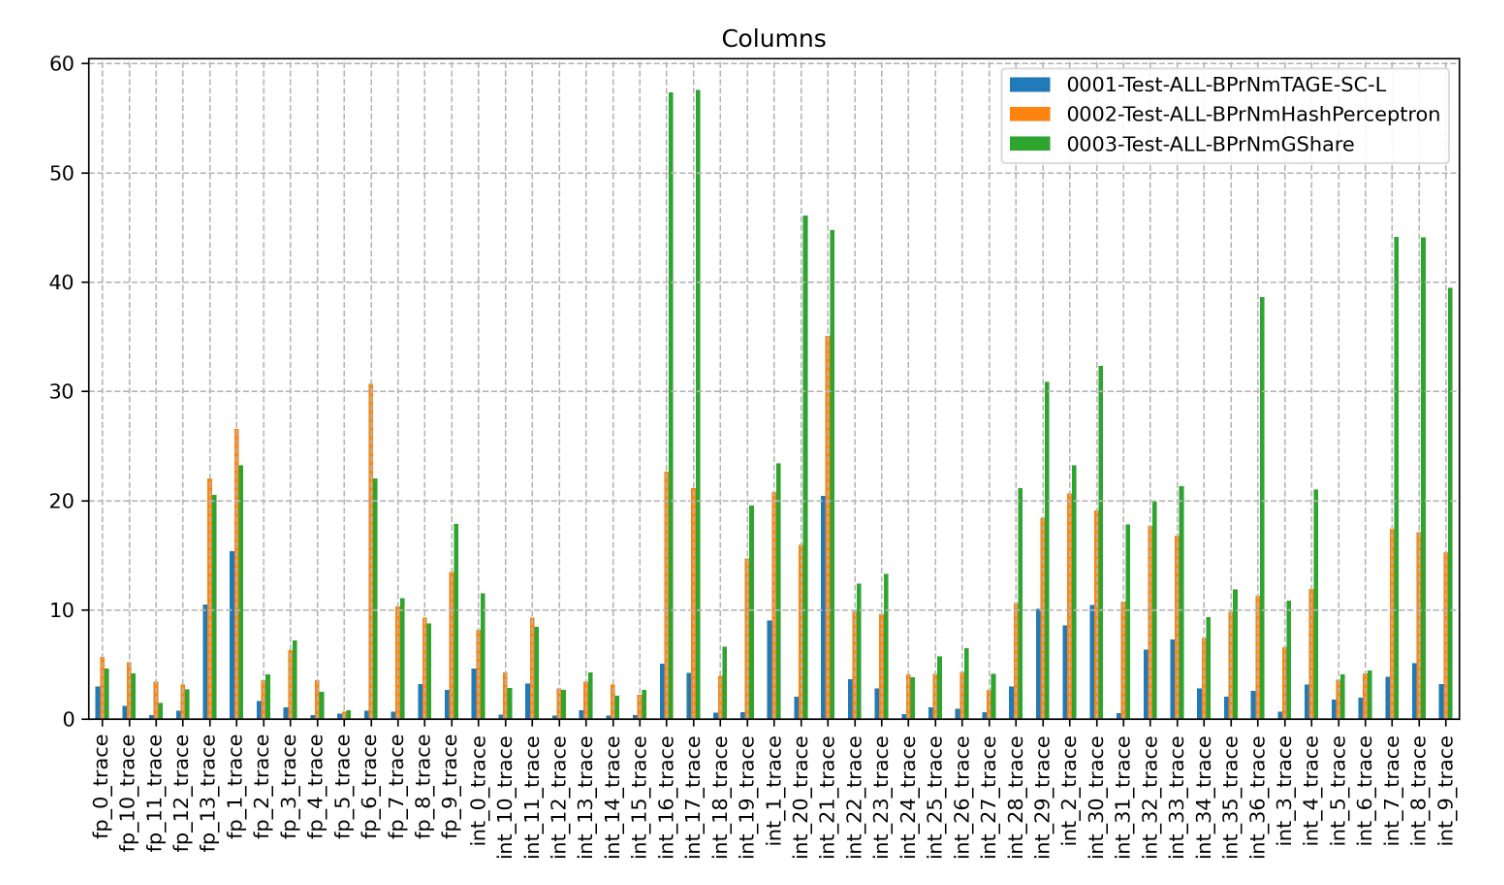 Columns
60
50
40
30
20
10
0
0001-Test-ALL-BPrNmTAGE-SC-L
0002-Test-ALL-BPrNmHashPerceptron
0003-Test-ALL-BPrNmGShare
fp_0_trace
fp_10_trace
fp_11_trace
fp_12_trace
fp_13_trace
fp_1_trace
fp_2_trace
fp_3_trace
fp_4_trace
fp_5_trace
fp_6_trace
fp_7_trace
fp_8_trace
fp_9_trace
int_0_trace
int_10_trace
int_11_trace
int_12_trace
int_13_trace
int_14_trace
int_15_trace
int_16_trace
int_17_trace
int_18_trace
int_19_trace
int_1_trace
int_20_trace
int_21_trace
int_22_trace
int_23_trace
int_24_trace
int_25_trace
int_26_trace
int_27_trace
int_28_trace
int_29_trace
int_2_trace
int_30_trace
int_31_trace
int_32_trace
int_33_trace
int_34_trace
int_35_trace
int_36_trace
int_3_trace
int_4_trace
int_5_trace
int_6_trace
int_7_trace
int_8_trace
int_9_trace